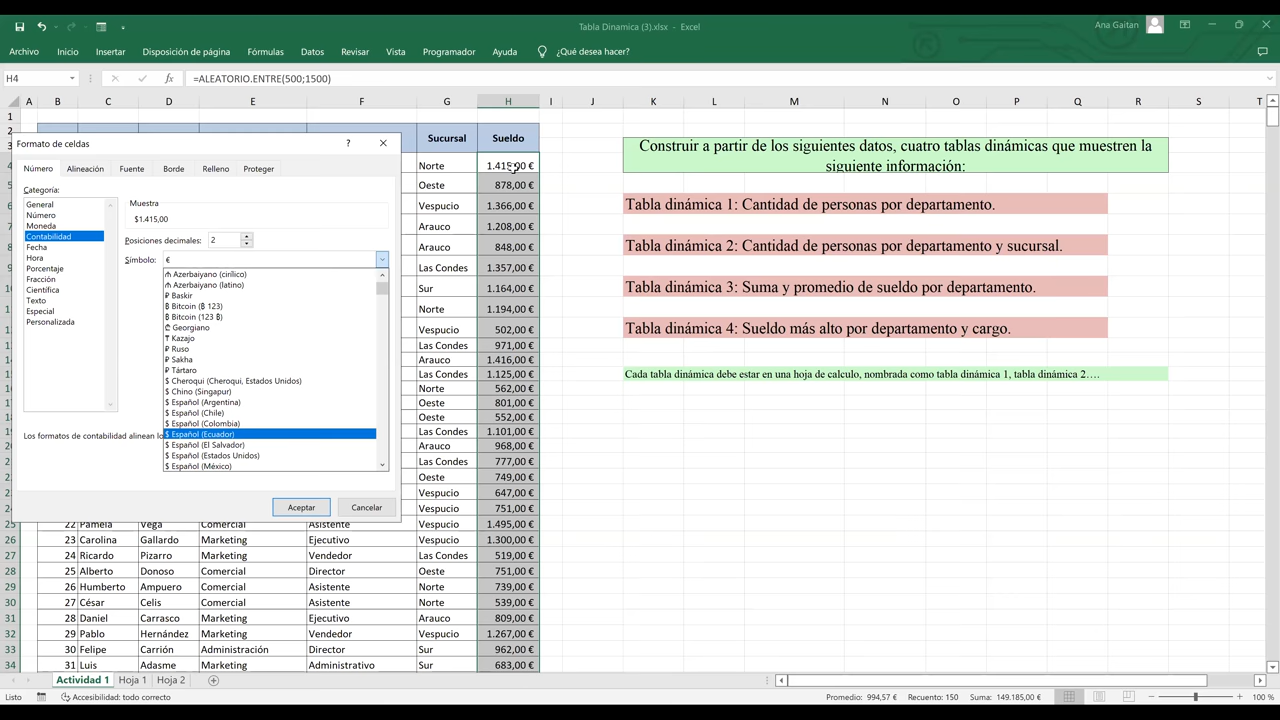 Tabla Dinamica (3).xlsx - Excel
Ana Gaitan
Archivo Inicio Insertar Disposición de página Fórmulas Datos Revisar Vista Programador Ayuda ¿Qué desea hacer?
H4 fx =ALEATORIO.ENTRE(500;1500)
A B C D E F G H I J K L M N O P Q R S T
1
2
3 Sucursal Sueldo
4 Norte 1.415,00 €
Oeste 878,00 €
Vespucio 1.366,00 €
Arauco 1.208,00 €
Arauco 848,00 €
Las Condes 1.357,00 €
Sur 1.164,00 €
Norte 1.194,00 €
Vespucio 502,00 €
Las Condes 971,00 €
Arauco 1.416,00 €
Las Condes 1.125,00 €
Norte 562,00 €
Oeste 801,00 €
Oeste 552,00 €
Las Condes 1.101,00 €
Arauco 968,00 €
Las Condes 777,00 €
Oeste 749,00 €
Vespucio 647,00 €
Vespucio 751,00 €
25 22 Pamela Vega Comercial Asistente Vespucio 1.495,00 €
26 23 Carolina Gallardo Marketing Ejecutivo Vespucio 1.300,00 €
27 24 Ricardo Pizarro Marketing Vendedor Las Condes 519,00 €
28 25 Alberto Donoso Comercial Director Oeste 751,00 €
29 26 Humberto Ampuero Comercial Asistente Norte 739,00 €
30 27 César Celis Comercial Asistente Norte 539,00 €
31 28 Daniel Carrasco Marketing Ejecutivo Arauco 809,00 €
32 29 Pablo Hernández Marketing Vendedor Vespucio 1.267,00 €
33 30 Felipe Carrión Administración Director Sur 962,00 €
34 31 Luis Adasme Marketing Administrativo Sur 683,00 €
Formato de celdas ?
Número Alineación Fuente Borde Relleno Proteger
Categoría:
General
Número
Moneda
Contabilidad
Fecha
Hora
Porcentaje
Fracción
Científica
Texto
Especial
Personalizada
Muestra
$1.415,00
Posiciones decimales: 2
Símbolo: €
₼ Azerbaiyano (cirílico)
₼ Azerbaiyano (latino)
₽ Baskir
₿ Bitcoin (₿ 123)
₿ Bitcoin (123 ₿)
₾ Georgiano
₸ Kazajo
₽ Ruso
₽ Sakha
₽ Tártaro
$ Cheroqui (Cheroqui, Estados Unidos)
$ Chino (Singapur)
$ Español (Argentina)
$ Español (Chile)
$ Español (Colombia)
$ Español (Ecuador)
$ Español (El Salvador)
$ Español (Estados Unidos)
$ Español (México)
Los formatos de contabilidad alinean lo
Aceptar Cancelar
Construir a partir de los siguientes datos, cuatro tablas dinámicas que muestren la
siguiente información:
Tabla dinámica 1: Cantidad de personas por departamento.
Tabla dinámica 2: Cantidad de personas por departamento y sucursal.
Tabla dinámica 3: Suma y promedio de sueldo por departamento.
Tabla dinámica 4: Sueldo más alto por departamento y cargo.
Cada tabla dinámica debe estar en una hoja de calculo, nombrada como tabla dinámica 1, tabla dinámica 2….
Actividad 1 Hoja 1 Hoja 2
Listo Accesibilidad: todo correcto Promedio: 994,57 € Recuento: 150 Suma: 149.185,00 € 100 %